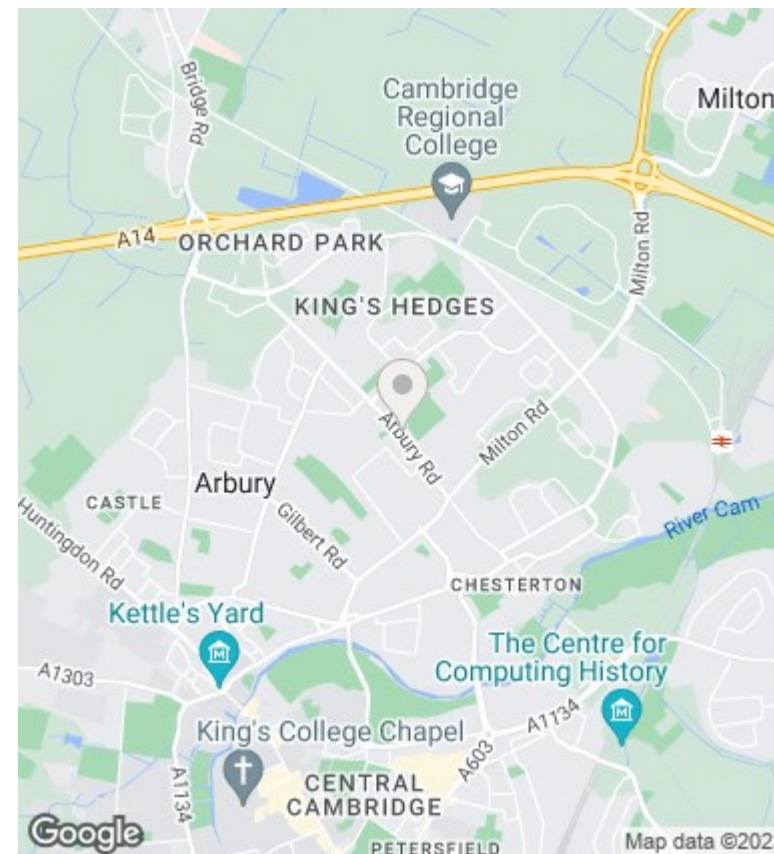 Cambridge
Regional
College
Milton
Bridge Rd
A14
ORCHARD PARK
Milton Rd
KING'S HEDGES
Arbury Rd
Milton Rd
Arbury
CASTLE
Gilbert Rd
Huntingdon Rd
River Cam
CHESTERTON
Kettle's Yard
The Centre for
Computing History
A1303
King's College Chapel
A1134
A603
A1134
CENTRAL
CAMBRIDGE
PETERSFIELD
Google
Map data ©202